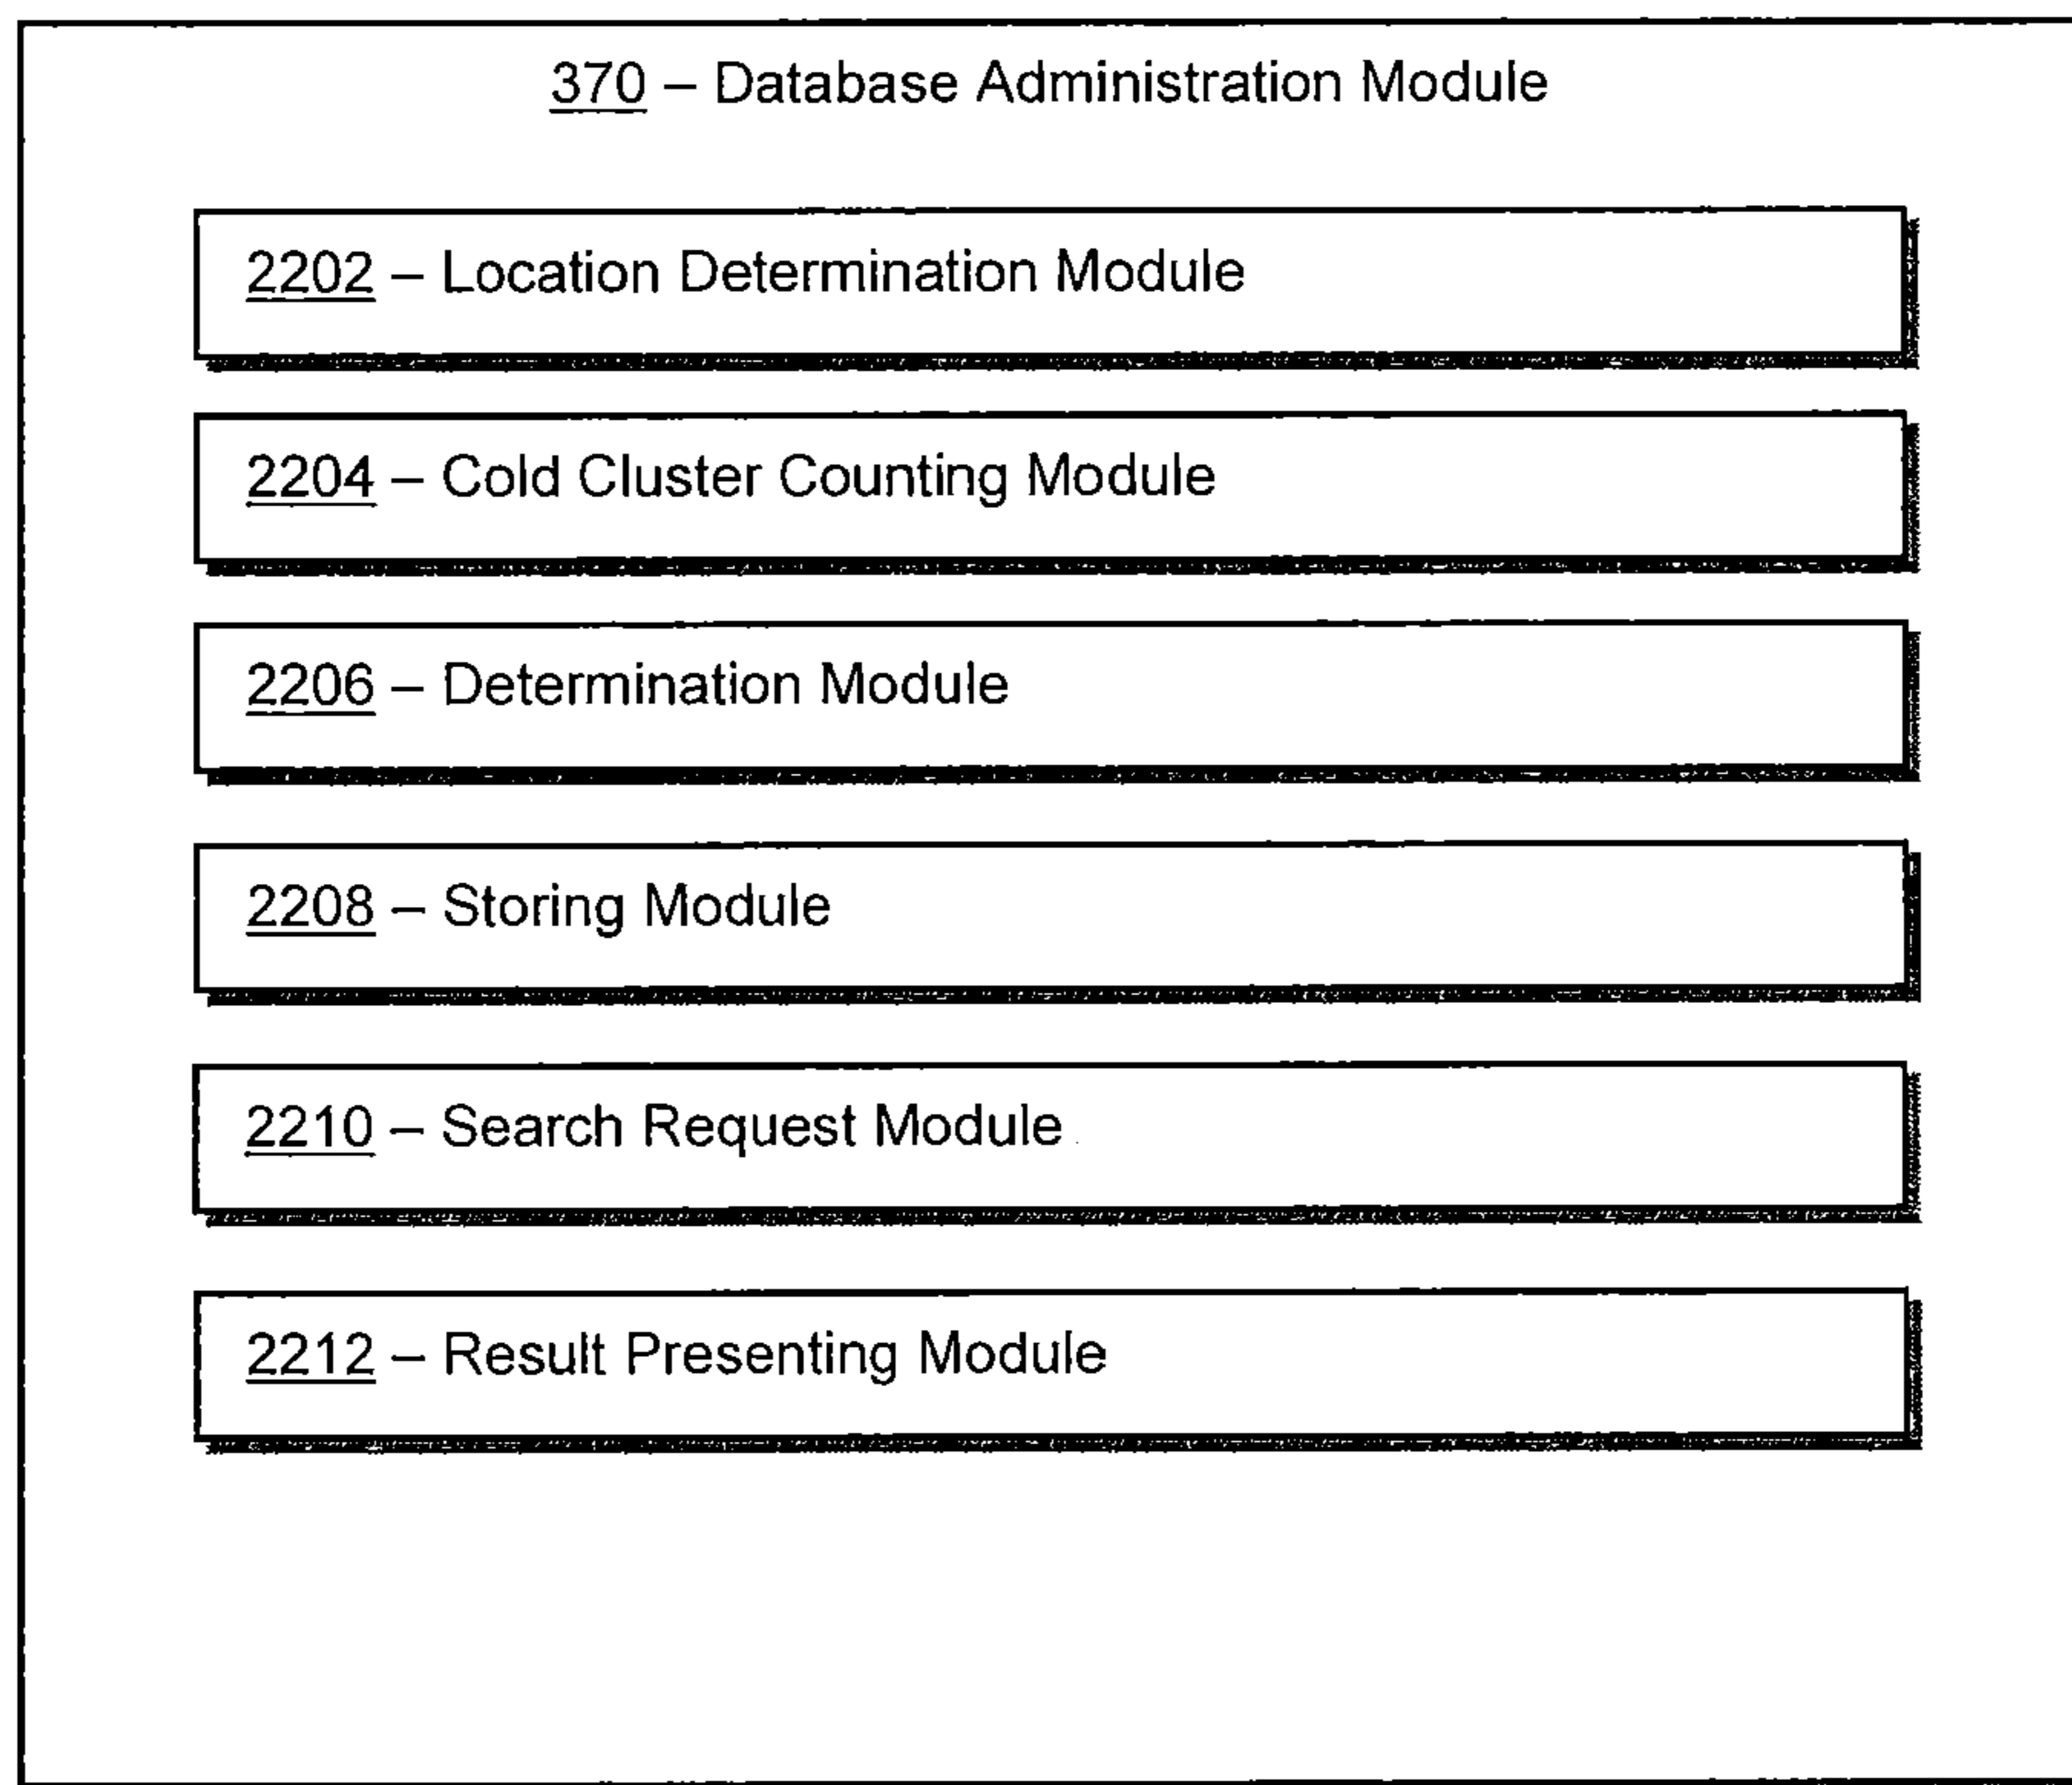 370 – Database Administration Module
2202 – Location Determination Module
2204 – Cold Cluster Counting Module
2206 – Determination Module
2208 – Storing Module
2210 – Search Request Module
2212 – Result Presenting Module